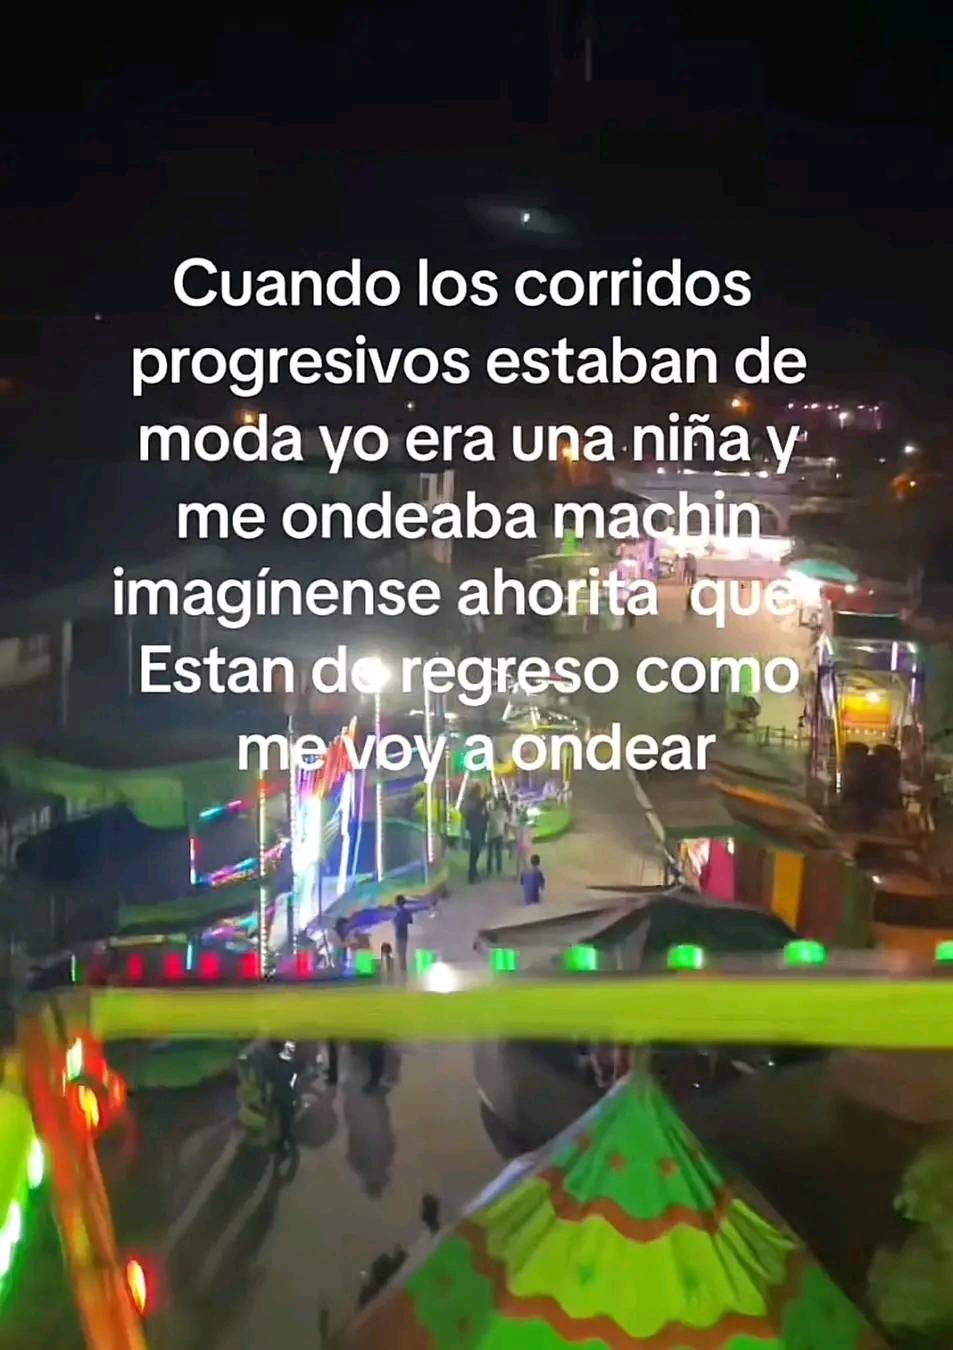 Cuando los corridos
progresivos estaban de
moda yo era una niña y
me ondeaba machin
imagínense ahorita que
Estan de regreso como
me voy a ondear